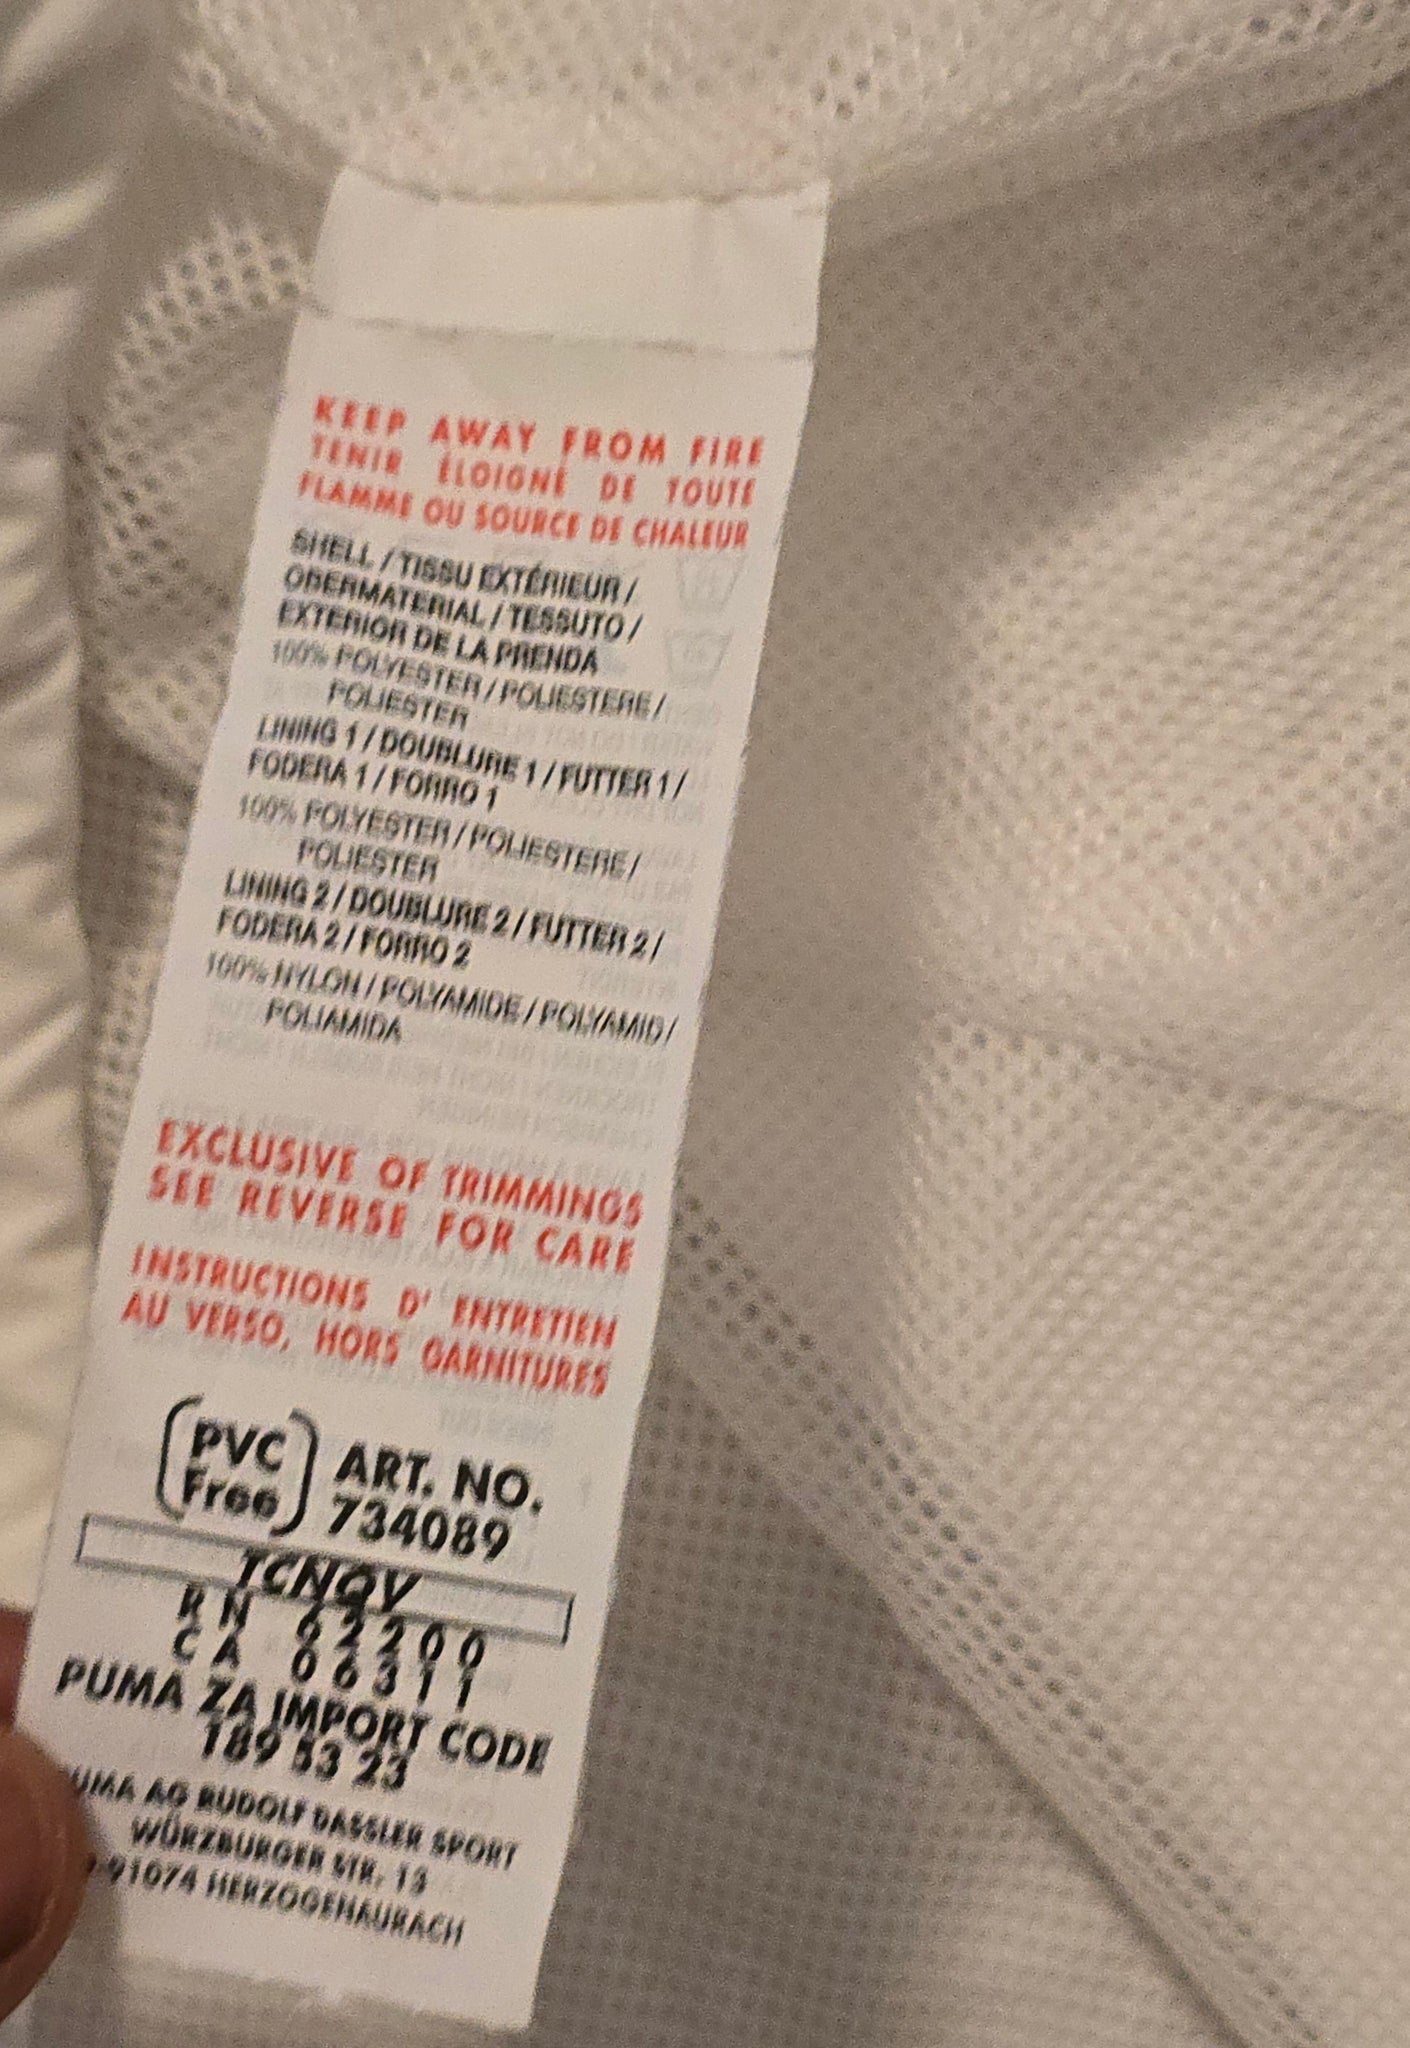 KEEP AWAY FROM FIRE
TENIR ÉLOIGNÉ DE TOUTE
FLAMME OU SOURCE DE CHALEUR
SHELL / TISSU EXTÉRIEUR /
OBERMATERIAL / TESSUTO /
EXTERIOR DE LA PRENDA
100% POLYESTER / POLIESTERE /
POLIESTER
LINING 1 / DOUBLURE 1 / FUTTER 1 /
FODERA 1 / FORRO 1
100% POLYESTER / POLIESTERE /
POLIESTER
LINING 2 / DOUBLURE 2 / FUTTER 2 /
FODERA 2 / FORRO 2
100% NYLON / POLYAMIDE / POLYAMID /
POLIAMIDA
EXCLUSIVE OF TRIMMINGS
SEE REVERSE FOR CARE
INSTRUCTIONS D' ENTRETIEN
AU VERSO, HORS GARNITURES
PVC Free
ART. NO.
734089
TCNQV
RN 62200
CA 06311
PUMA ZA IMPORT CODE
189 53 23
UMA AG RUDOLF DASSLER SPORT
WÜRZBURGER STR. 13
-91074 HERZOGENAURACH